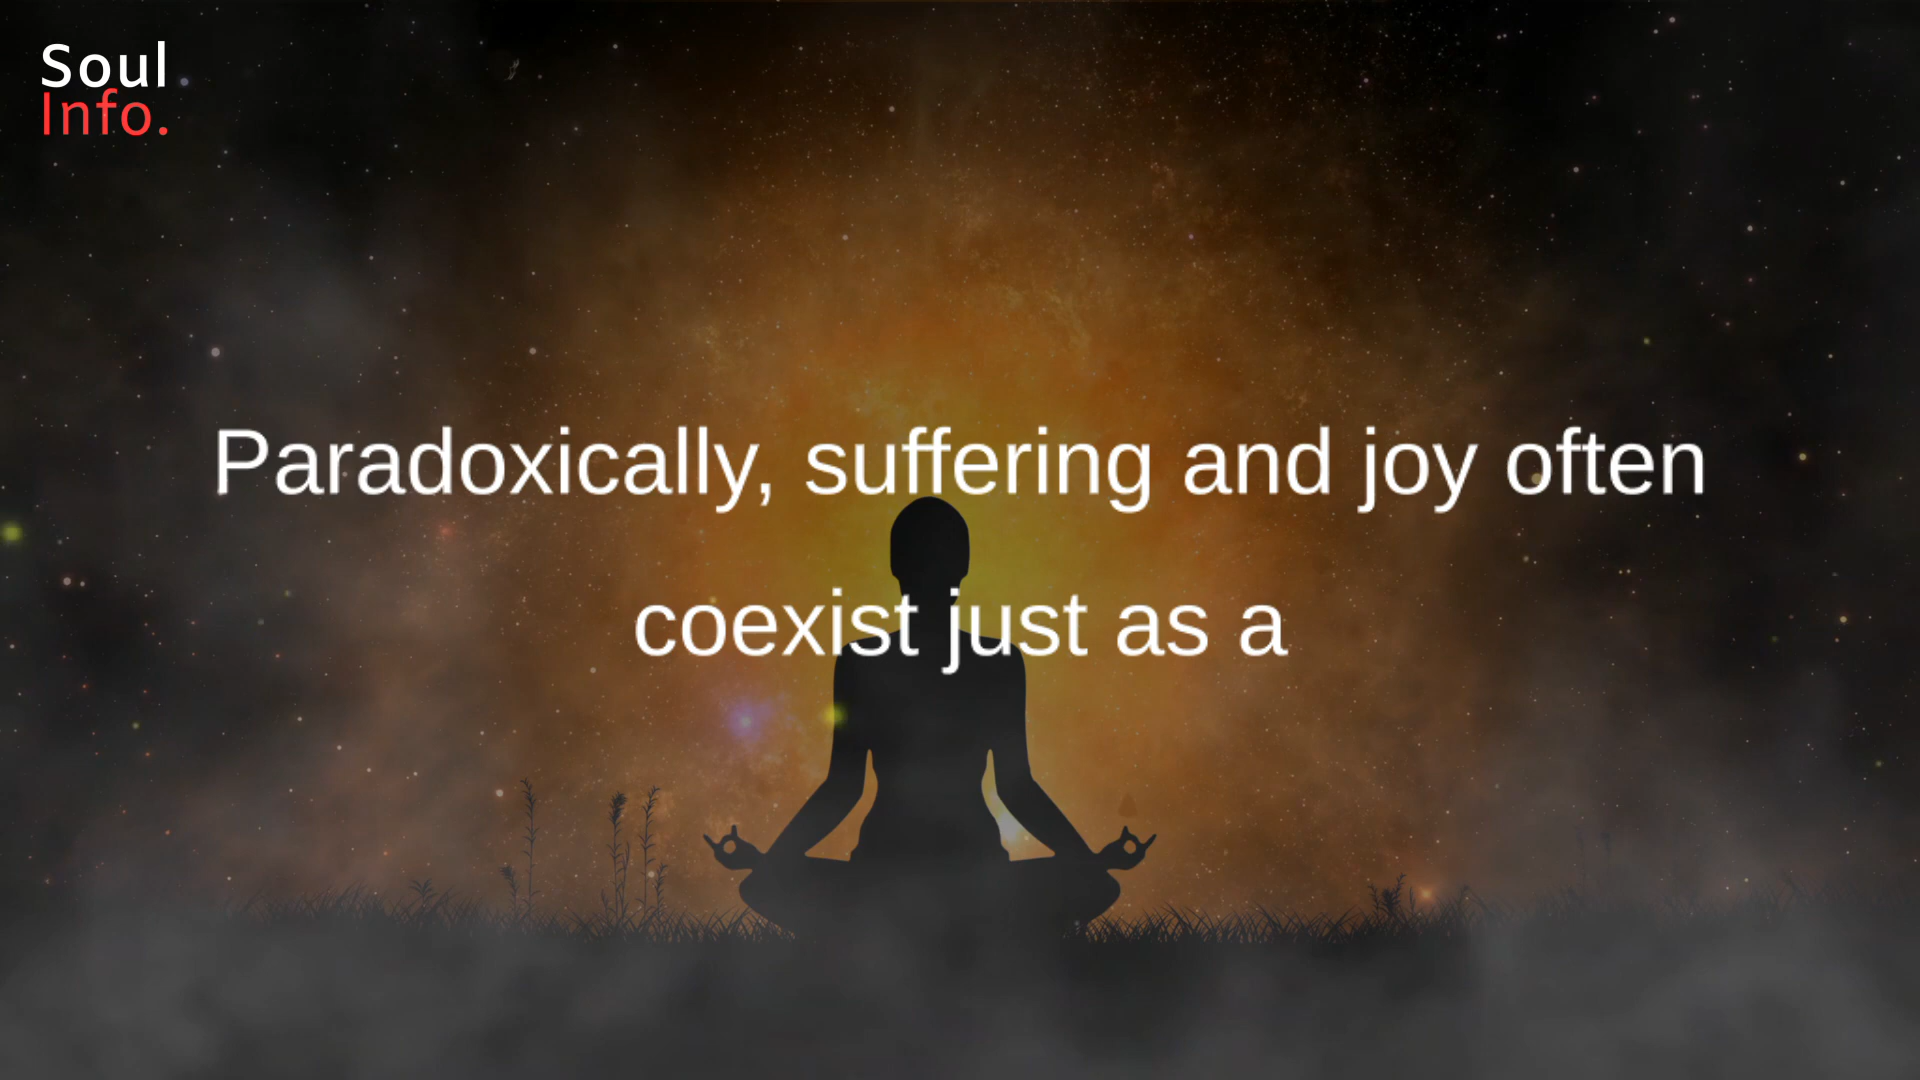 Soul
Info.
Paradoxically, suffering and joy often
coexist just as a